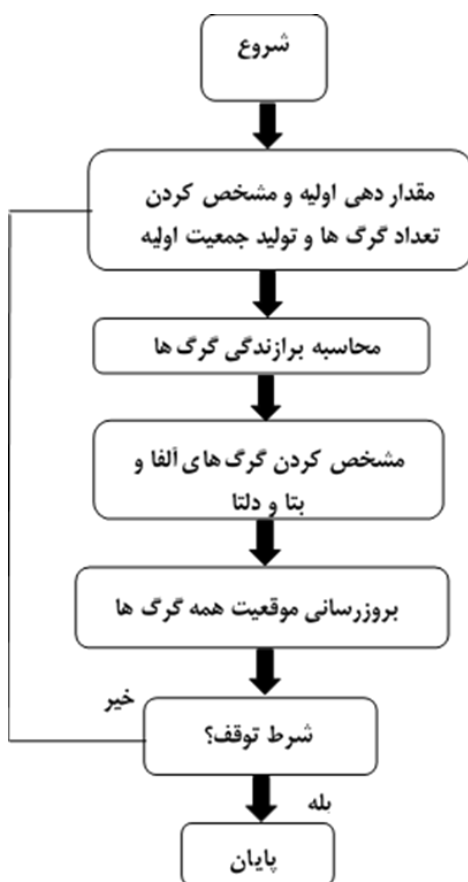 شروع
مقدار دهی اولیه و مشخص کردن
تعداد گرگ ها و تولید جمعیت اولیه
محاسبه برازندگی گرگ ها
مشخص کردن گرگ های آلفا و
بتا و دلتا
بروزرسانی موقعیت همه گرگ ها
خیر
شرط توقف؟
بله
پایان